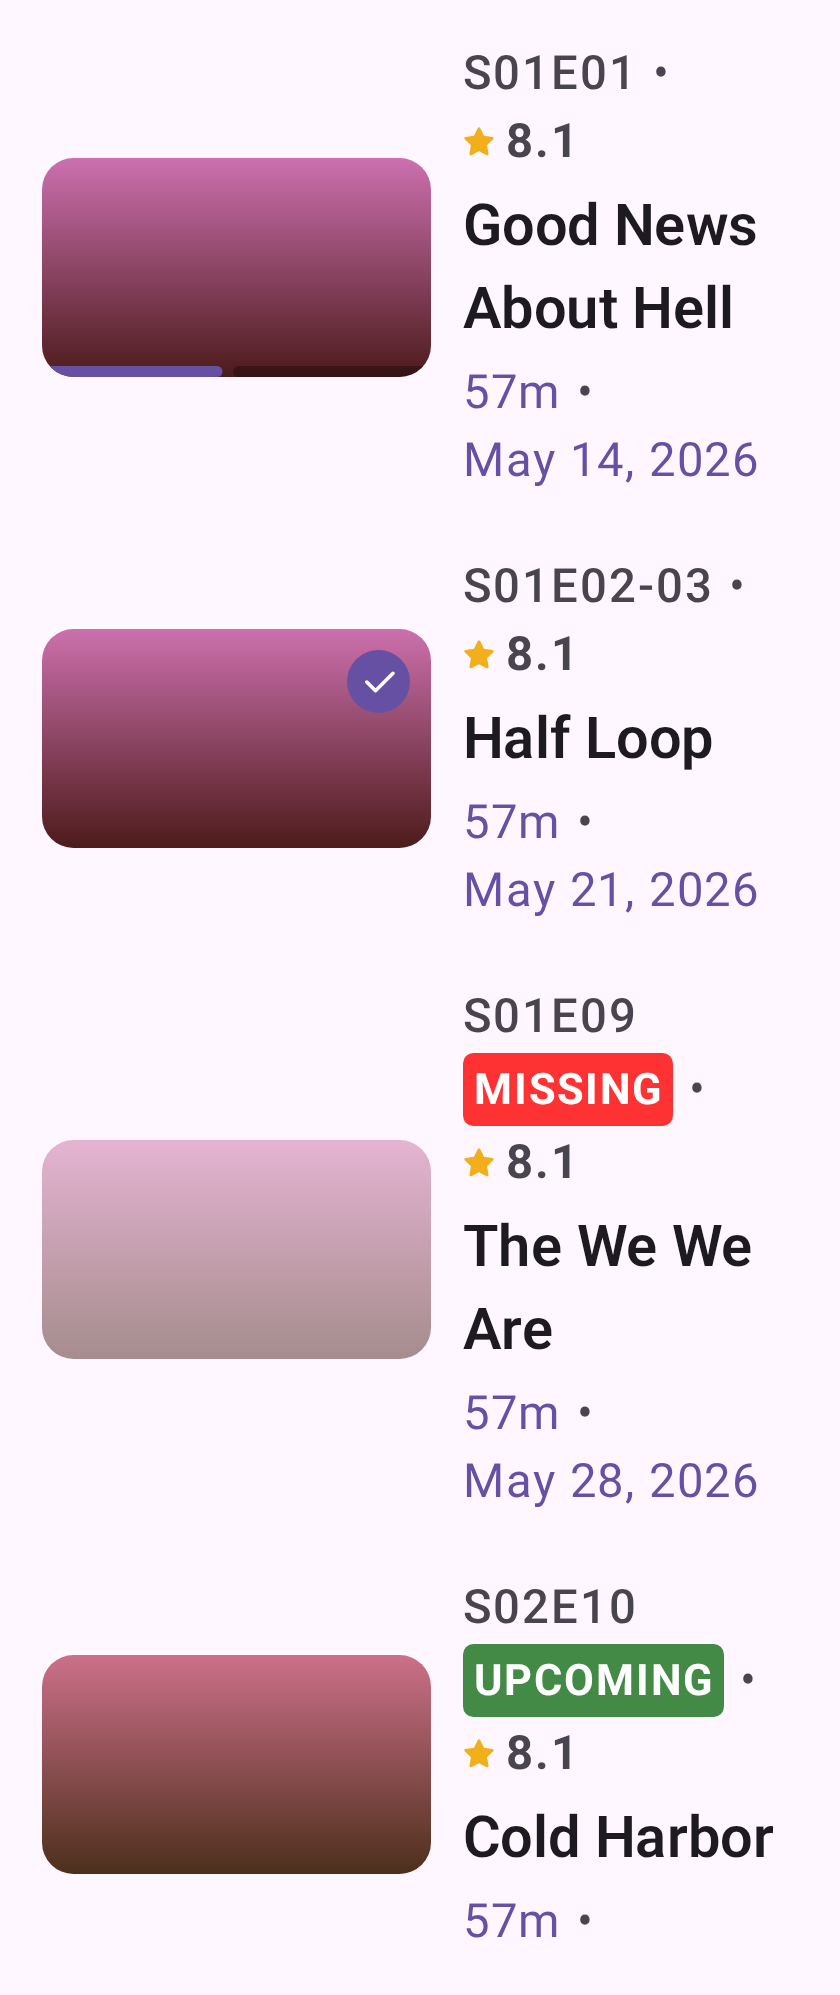 S01E01 •
8.1
Good News
About Hell
57m •
May 14, 2026
S01E02-03 •
8.1
Half Loop
57m •
May 21, 2026
S01E09
MISSING •
8.1
The We We
Are
57m •
May 28, 2026
S02E10
UPCOMING •
8.1
Cold Harbor
57m •